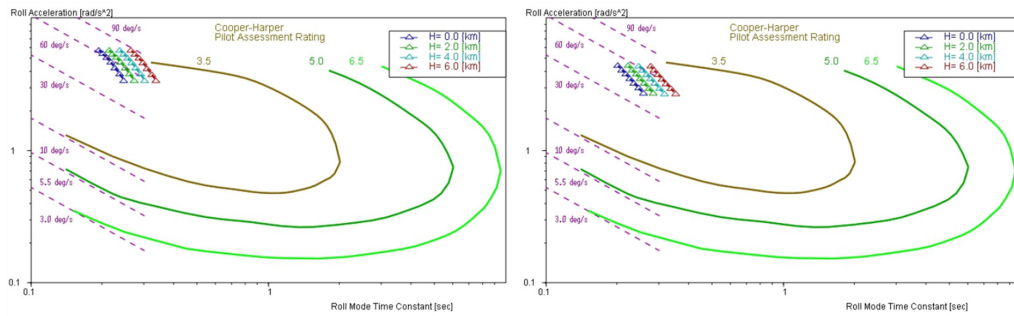 Roll Acceleration [rad/s^2]
90 deg/s
60 deg/s
30 deg/s
10 deg/s
5.5 deg/s
3.0 deg/s
Cooper-Harper
Pilot Assessment Rating
3.5
5.0
6.5
H= 0.0 [km]
H= 2.0 [km]
H= 4.0 [km]
H= 6.0 [km]
1
0.1
0.1
1
Roll Mode Time Constant [sec]
Roll Acceleration [rad/s^2]
90 deg/s
60 deg/s
30 deg/s
10 deg/s
5.5 deg/s
3.0 deg/s
Cooper-Harper
Pilot Assessment Rating
3.5
5.0
6.5
H= 0.0 [km]
H= 2.0 [km]
H= 4.0 [km]
H= 6.0 [km]
1
0.1
0.1
1
Roll Mode Time Constant [sec]